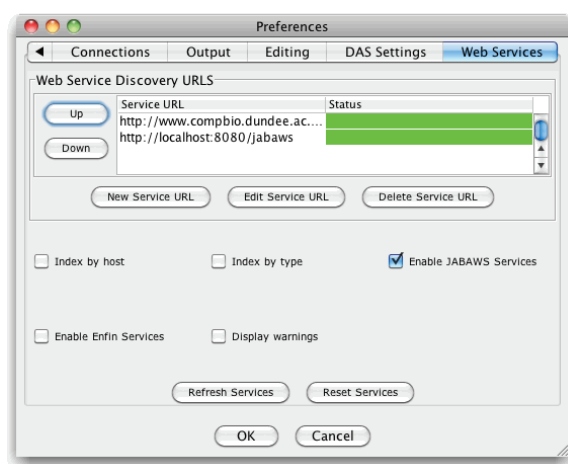 Preferences
Connections Output Editing DAS Settings Web Services
Web Service Discovery URLS
Service URL Status
Up
http://www.compbio.dundee.ac....
http://localhost:8080/jabaws
Down
New Service URL Edit Service URL Delete Service URL
Index by host Index by type Enable JABAWS Services
Enable Enfin Services Display warnings
Refresh Services Reset Services
OK Cancel